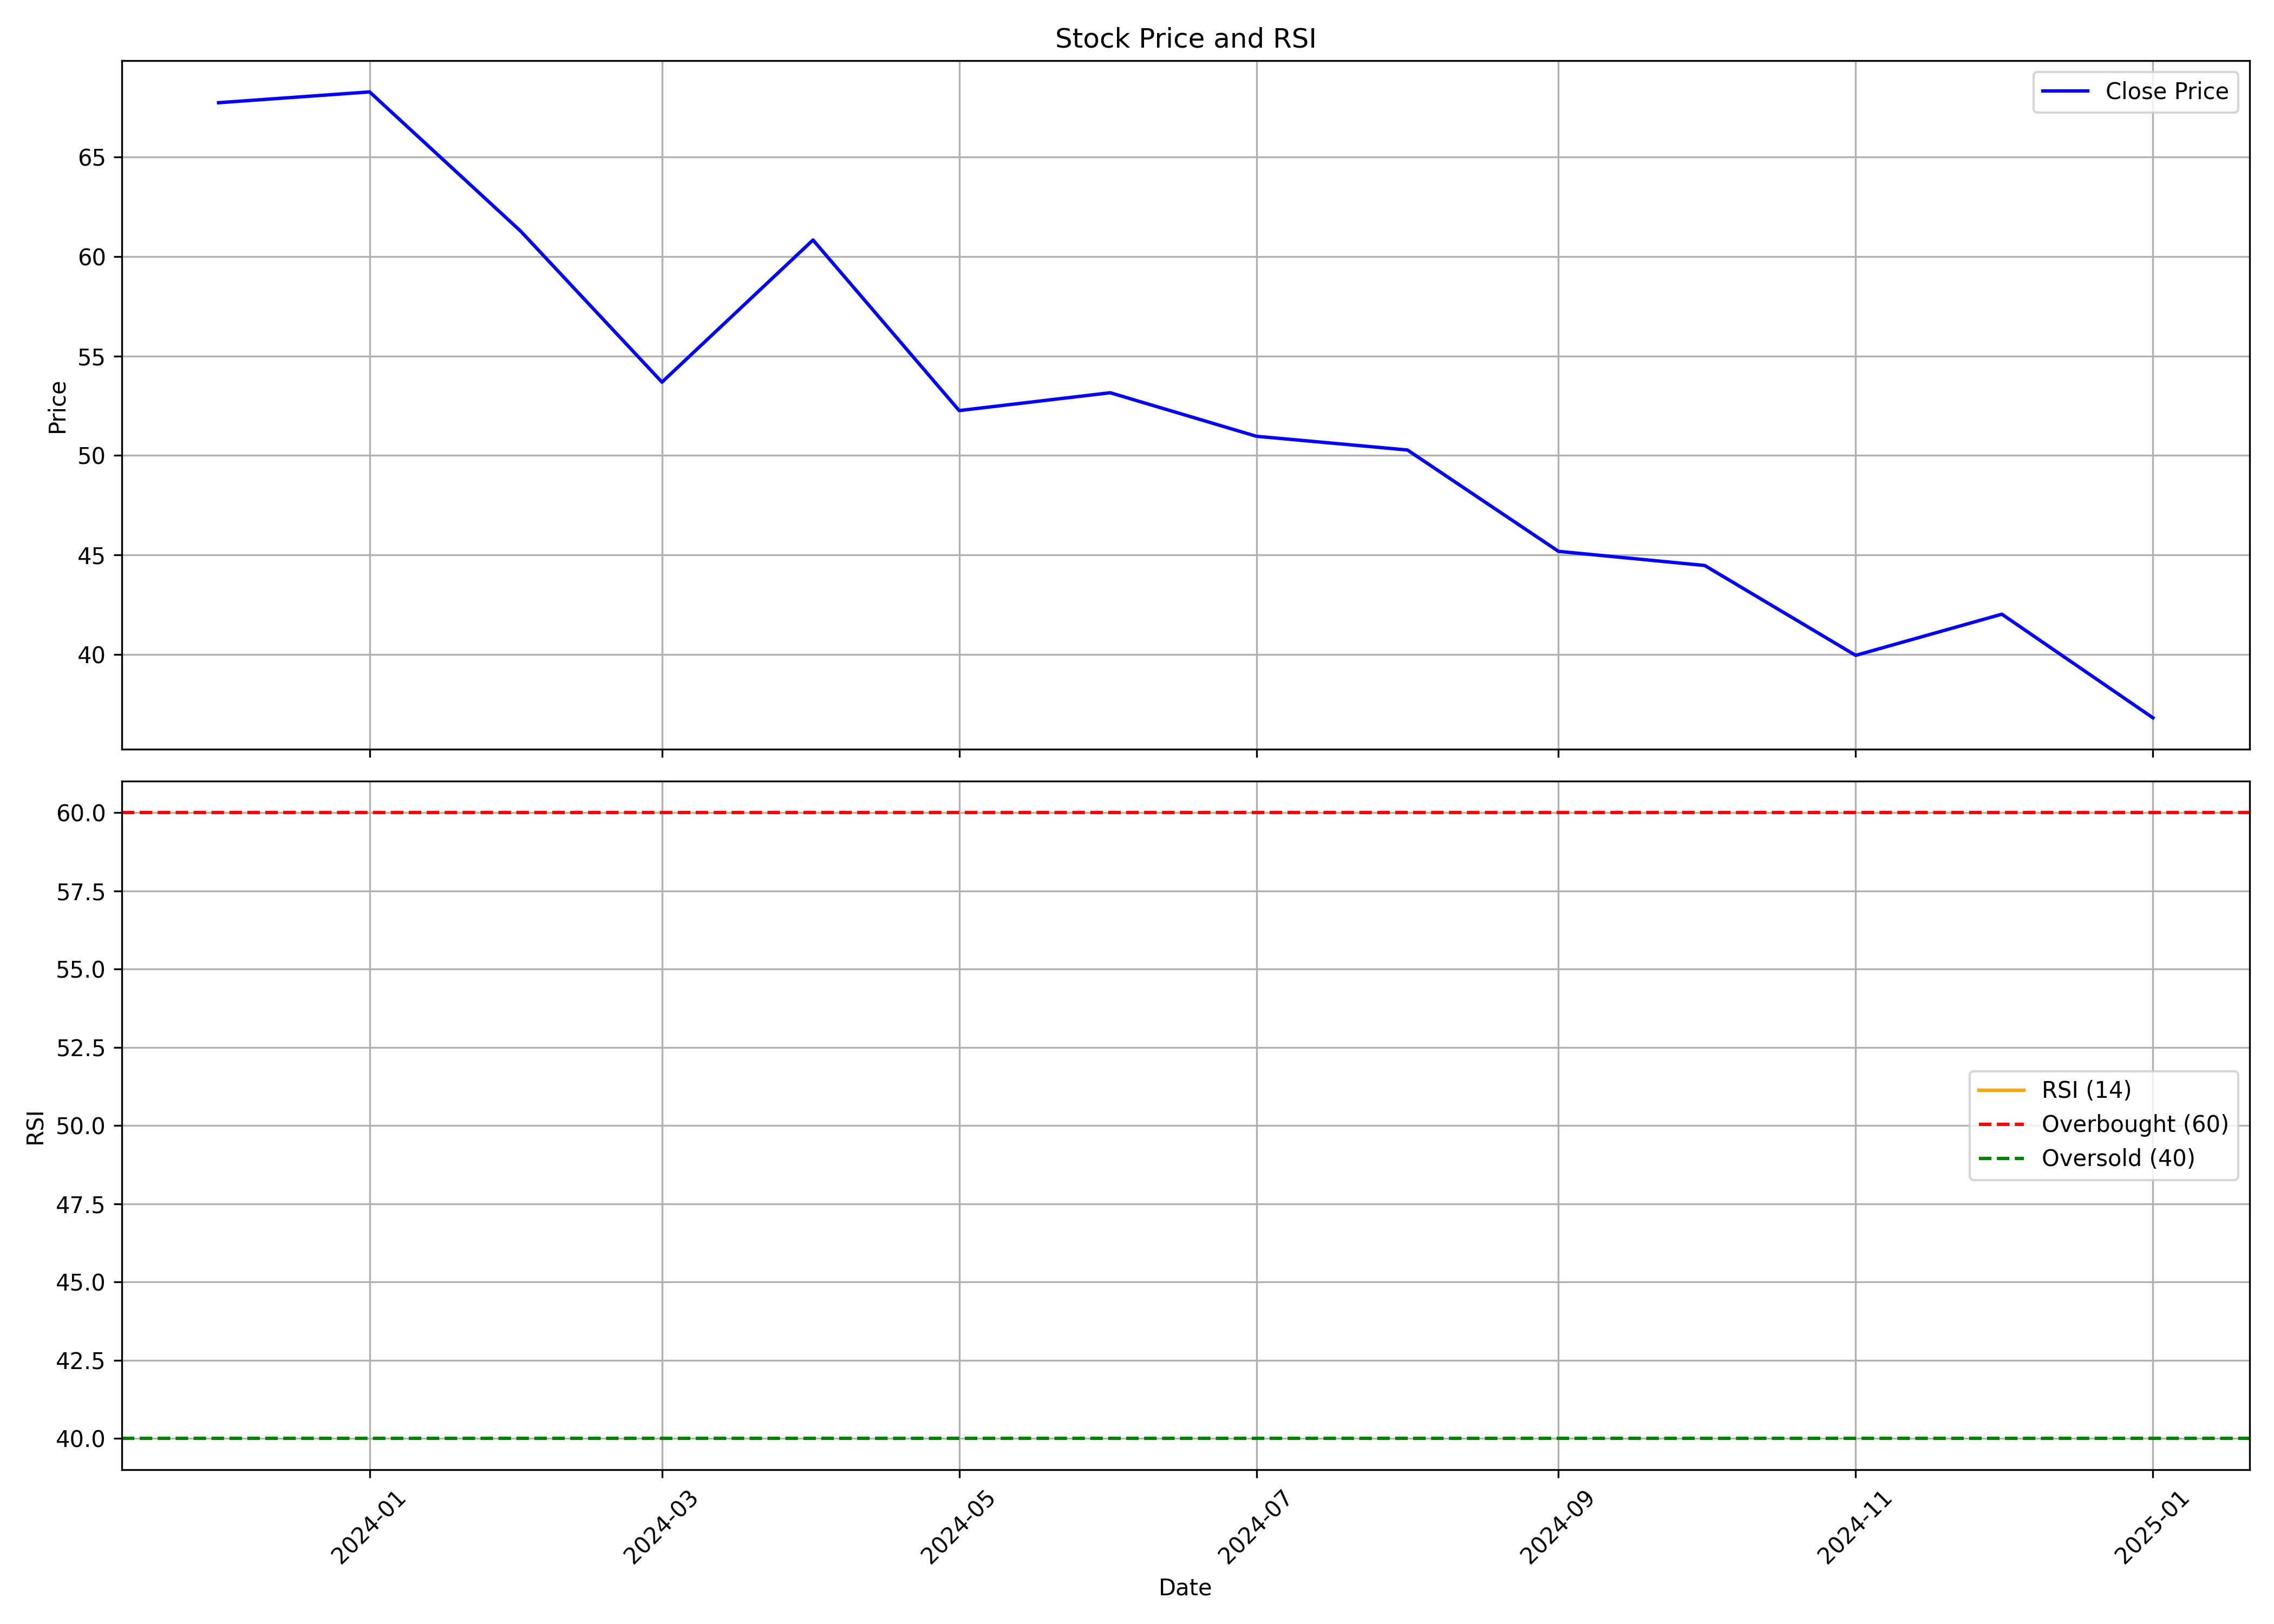 Stock Price and RSI
Close Price
Price
65
60
55
50
45
40
RSI
60.0
57.5
55.0
52.5
50.0
47.5
45.0
42.5
40.0
RSI (14)
Overbought (60)
Oversold (40)
2024-01
2024-03
2024-05
2024-07
2024-09
2024-11
2025-01
Date